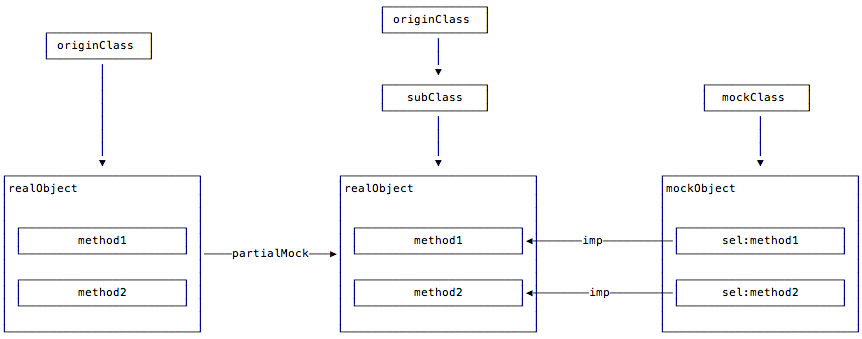 originClass
originClass
subClass
mockClass
realObject
realObject
mockObject
method1
method1
imp
sel:method1
partialMock
method2
method2
imp
sel:method2